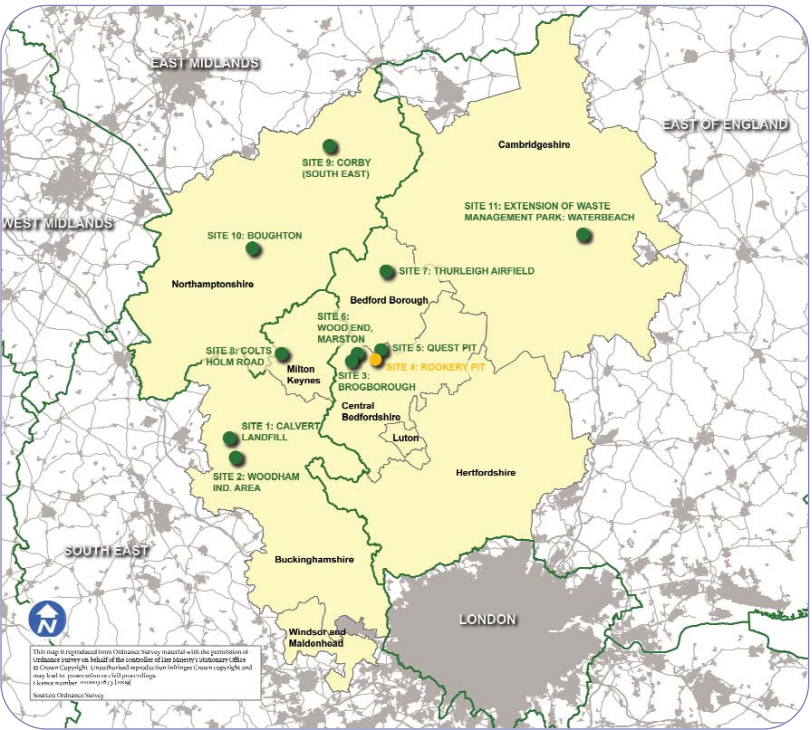 EAST MIDLANDS
EAST OF ENGLAND
Cambridgeshire
SITE 9: CORBY
(SOUTH EAST)
SITE 11: EXTENSION OF WASTE
MANAGEMENT PARK: WATERBEACH
WEST MIDLANDS
SITE 10: BOUGHTON
SITE 7: THURLEIGH AIRFIELD
Northamptonshire
Bedford Borough
SITE 6:
WOOD END,
MARSTON
SITE 5: QUEST PIT
SITE 8: COLTS
HOLM ROAD
SITE 4: ROOKERY PIT
Milton
Keynes
SITE 3:
BROGBOROUGH
Central
Bedfordshire
SITE 1: CALVERT
LANDFILL
Luton
SITE 2: WOODHAM
IND. AREA
Hertfordshire
SOUTH EAST
Buckinghamshire
LONDON
N
Windsor and
Maidenhead
This map is reproduced from Ordnance Survey material with the permission of
Ordnance Survey on behalf of the controller of Her Majesty's Stationary Office
© Crown Copyright. Unauthorised reproduction infringes Crown copyright and
may lead to prosecution or civil proceedings.
Licence number [2009]
Sources: Ordnance Survey